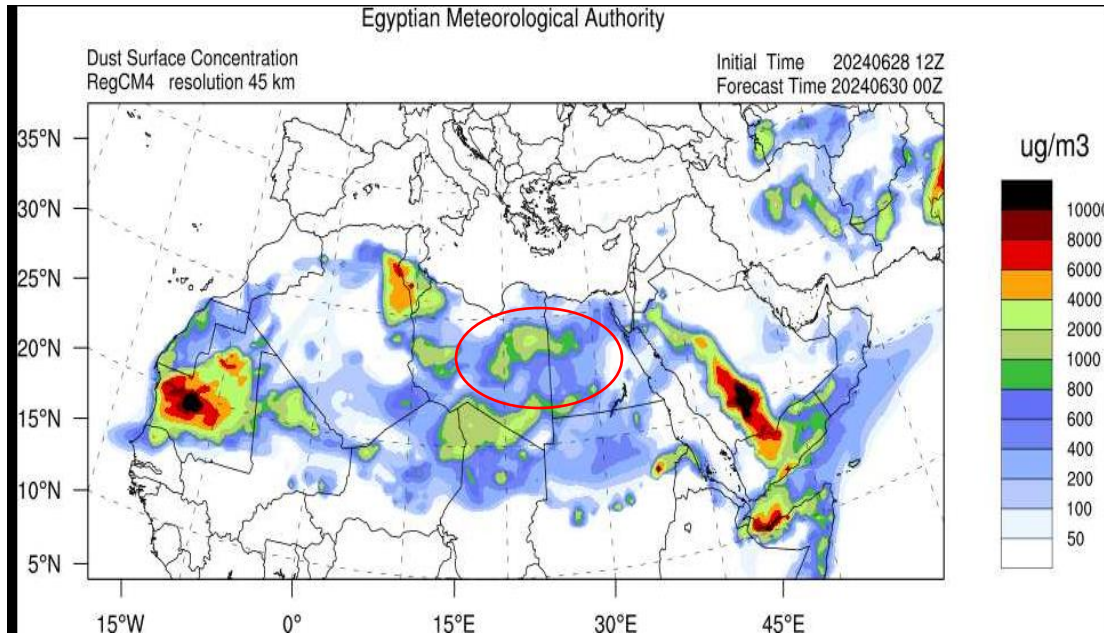 Egyptian Meteorological Authority
Dust Surface Concentration
RegCM4 resolution 45 km
Initial Time 20240628 12Z
Forecast Time 20240630 00Z
35°N
30°N
25°N
20°N
15°N
10°N
5°N
15°W
0°
15°E
30°E
45°E
ug/m3
10000
8000
6000
4000
2000
1000
800
600
400
200
100
50